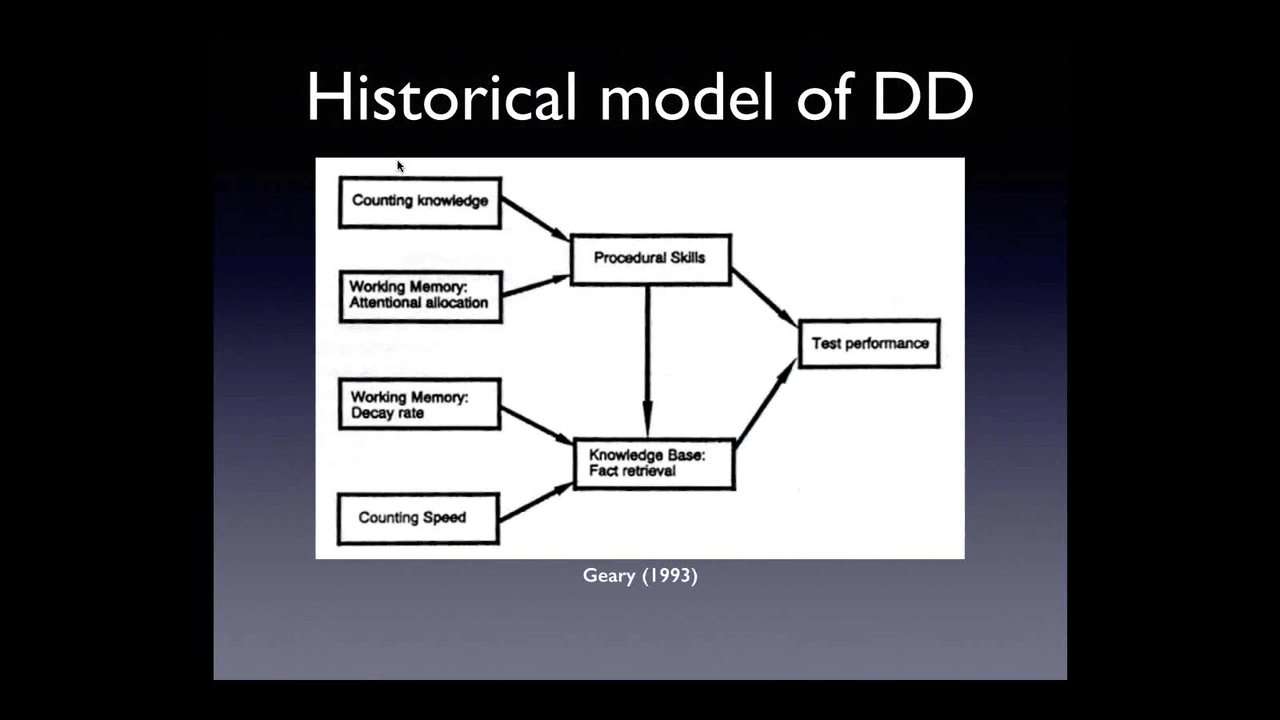 Historical model of DD
Counting knowledge
Working Memory:
Attentional allocation
Working Memory:
Decay rate
Counting Speed
Procedural Skills
Knowledge Base:
Fact retrieval
Test performance
Geary (1993)